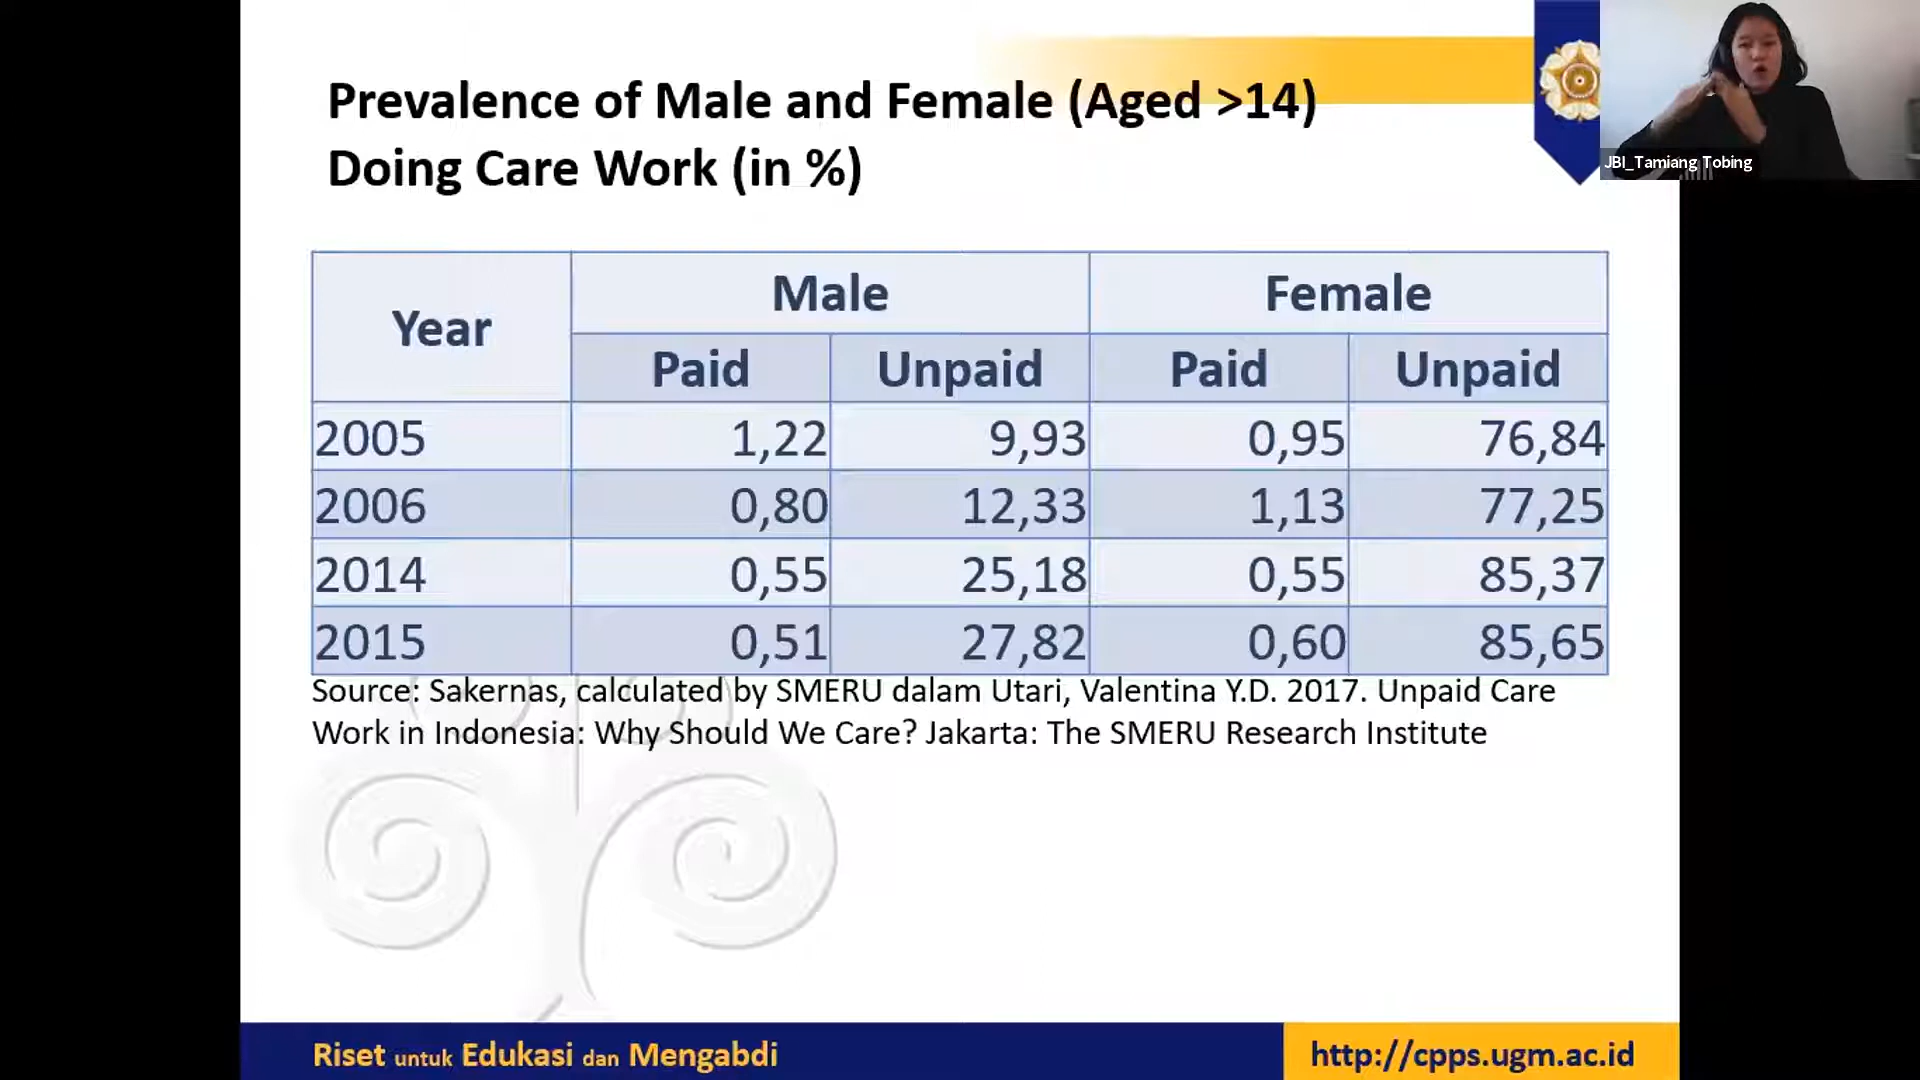 Prevalence of Male and Female (Aged >14)
Doing Care Work (in %)
JBI_Tamiang Tobing
Year Male Female
Paid Unpaid Paid Unpaid
2005 1,22 9,93 0,95 76,84
2006 0,80 12,33 1,13 77,25
2014 0,55 25,18 0,55 85,37
2015 0,51 27,82 0,60 85,65
Source: Sakernas, calculated by SMERU dalam Utari, Valentina Y.D. 2017. Unpaid Care
Work in Indonesia: Why Should We Care? Jakarta: The SMERU Research Institute
Riset untuk Edukasi dan Mengabdi
http://cpps.ugm.ac.id